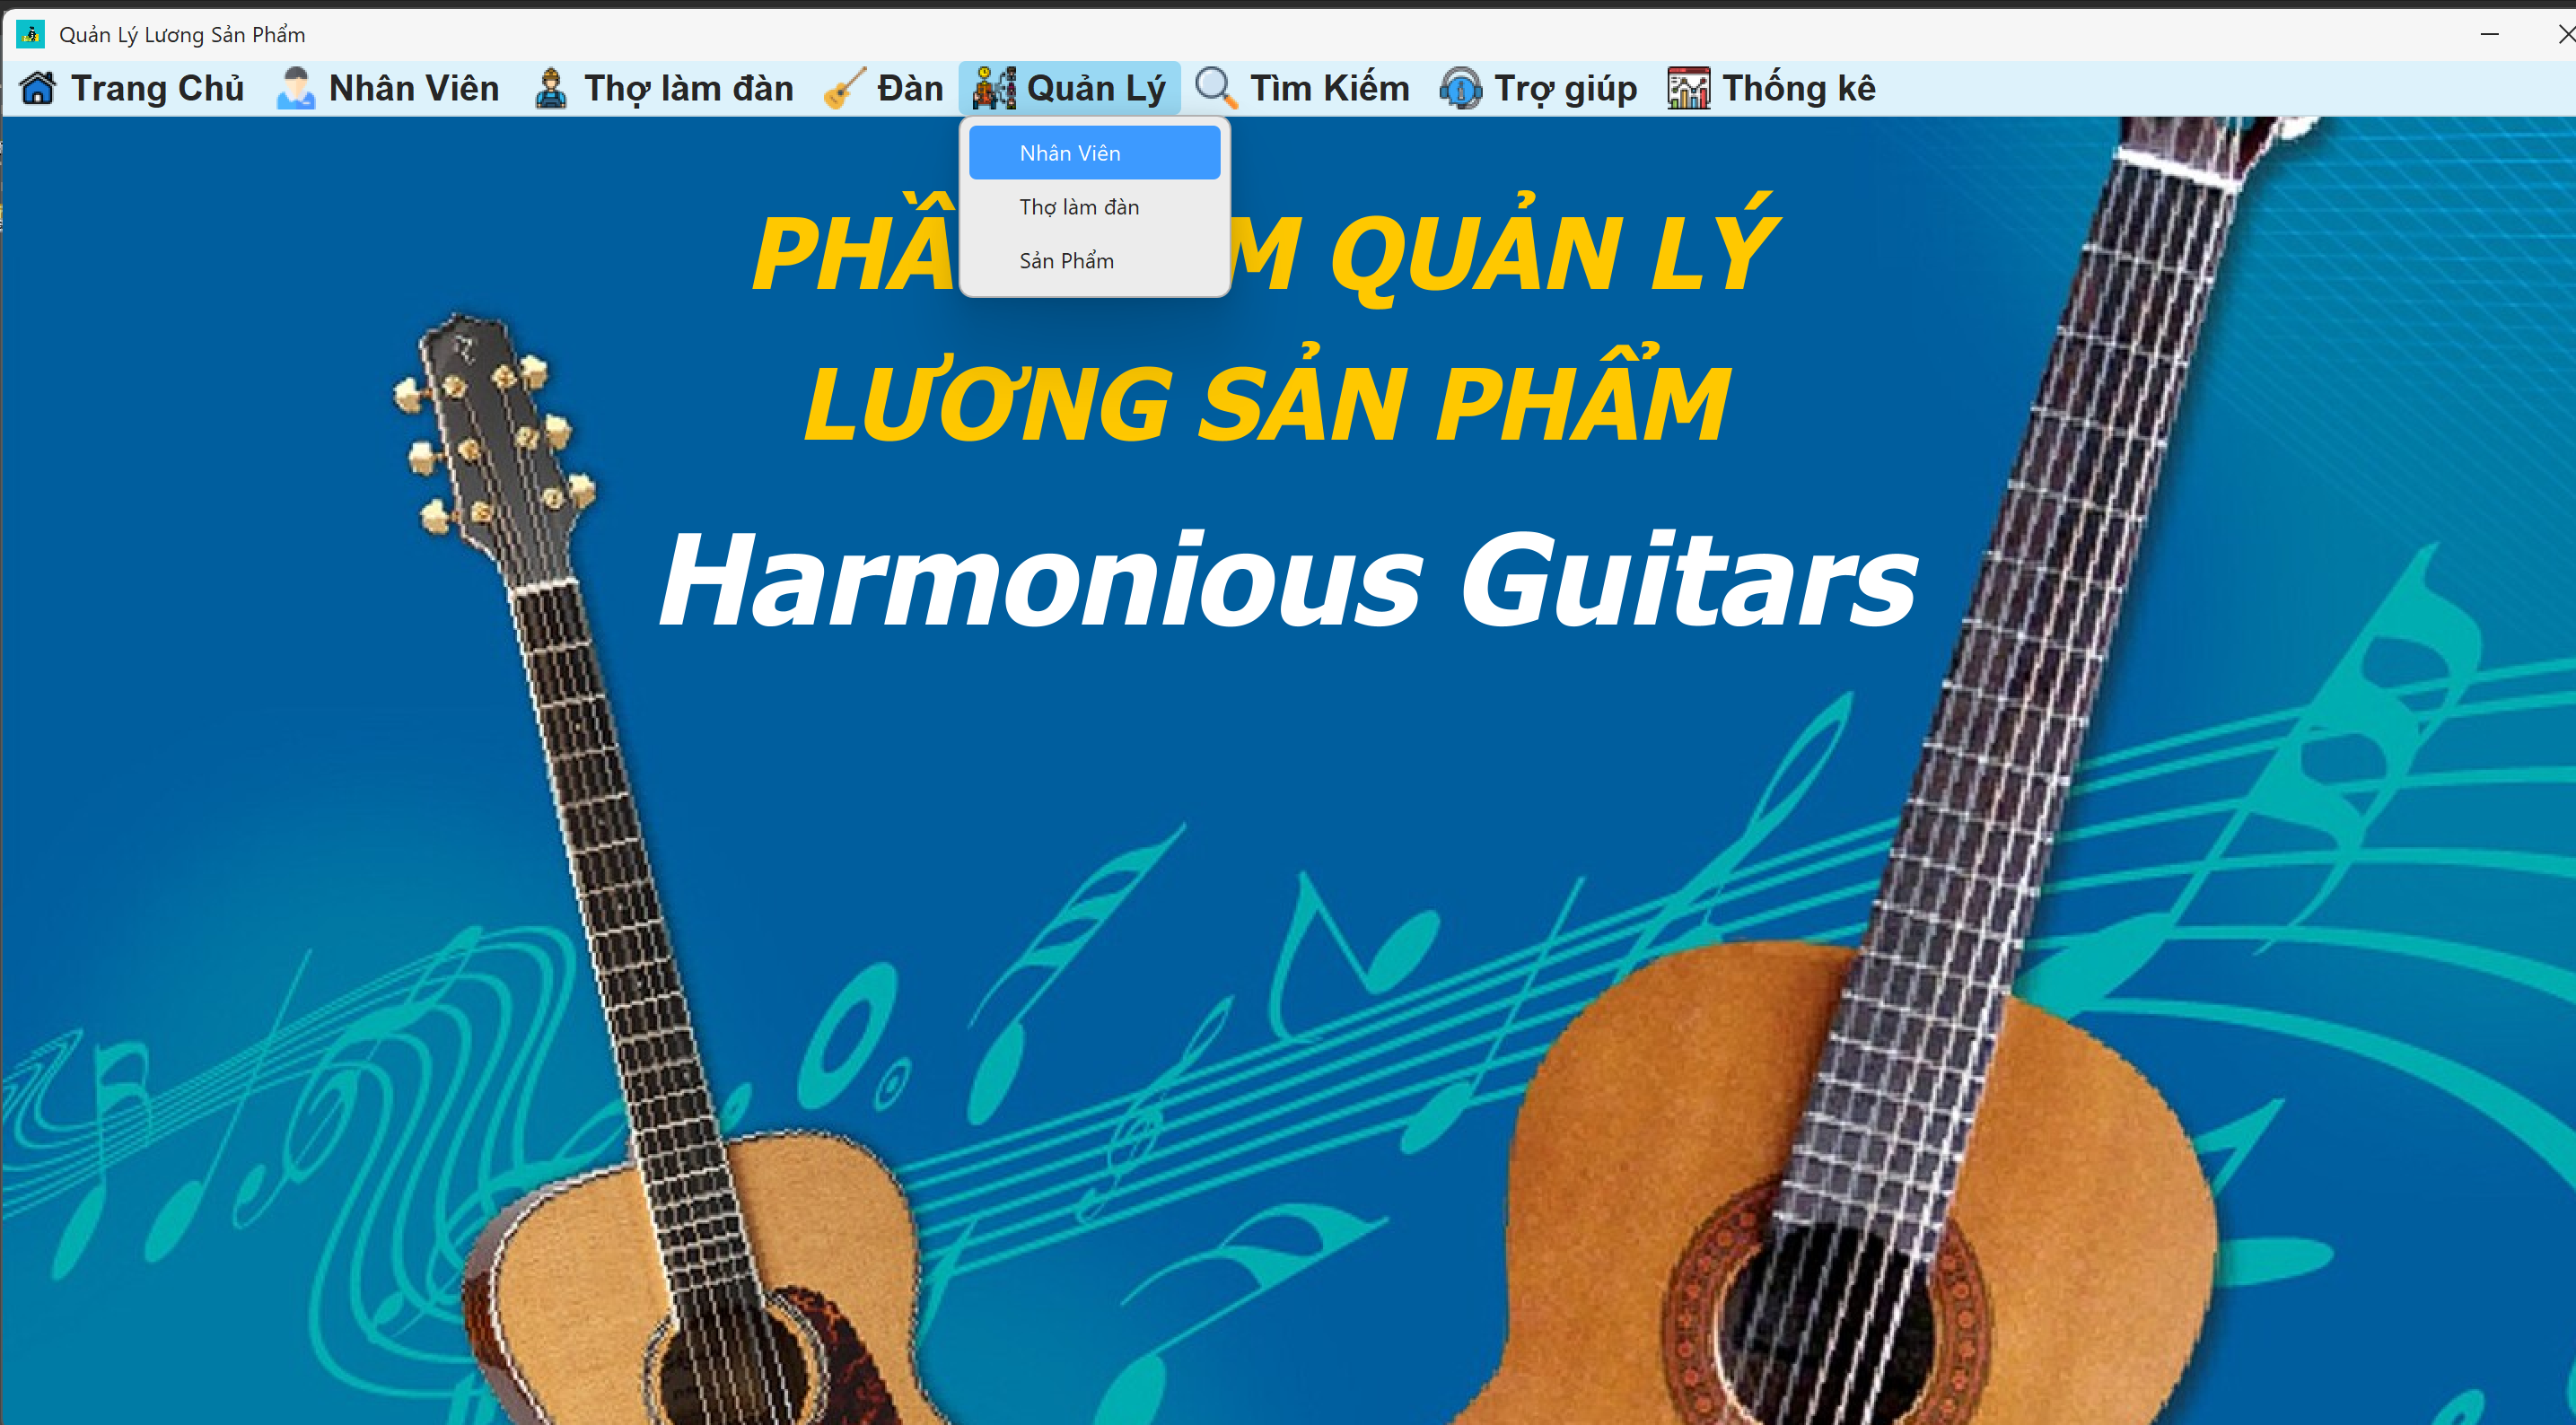 Quản Lý Lương Sản Phẩm
Trang Chủ Nhân Viên Thợ làm đàn Đàn Quản Lý Tìm Kiếm Trợ giúp Thống kê
Nhân Viên
Thợ làm đàn
Sản Phẩm
QUẢN LÝ
LƯƠNG SẢN PHẨM
Harmonious Guitars